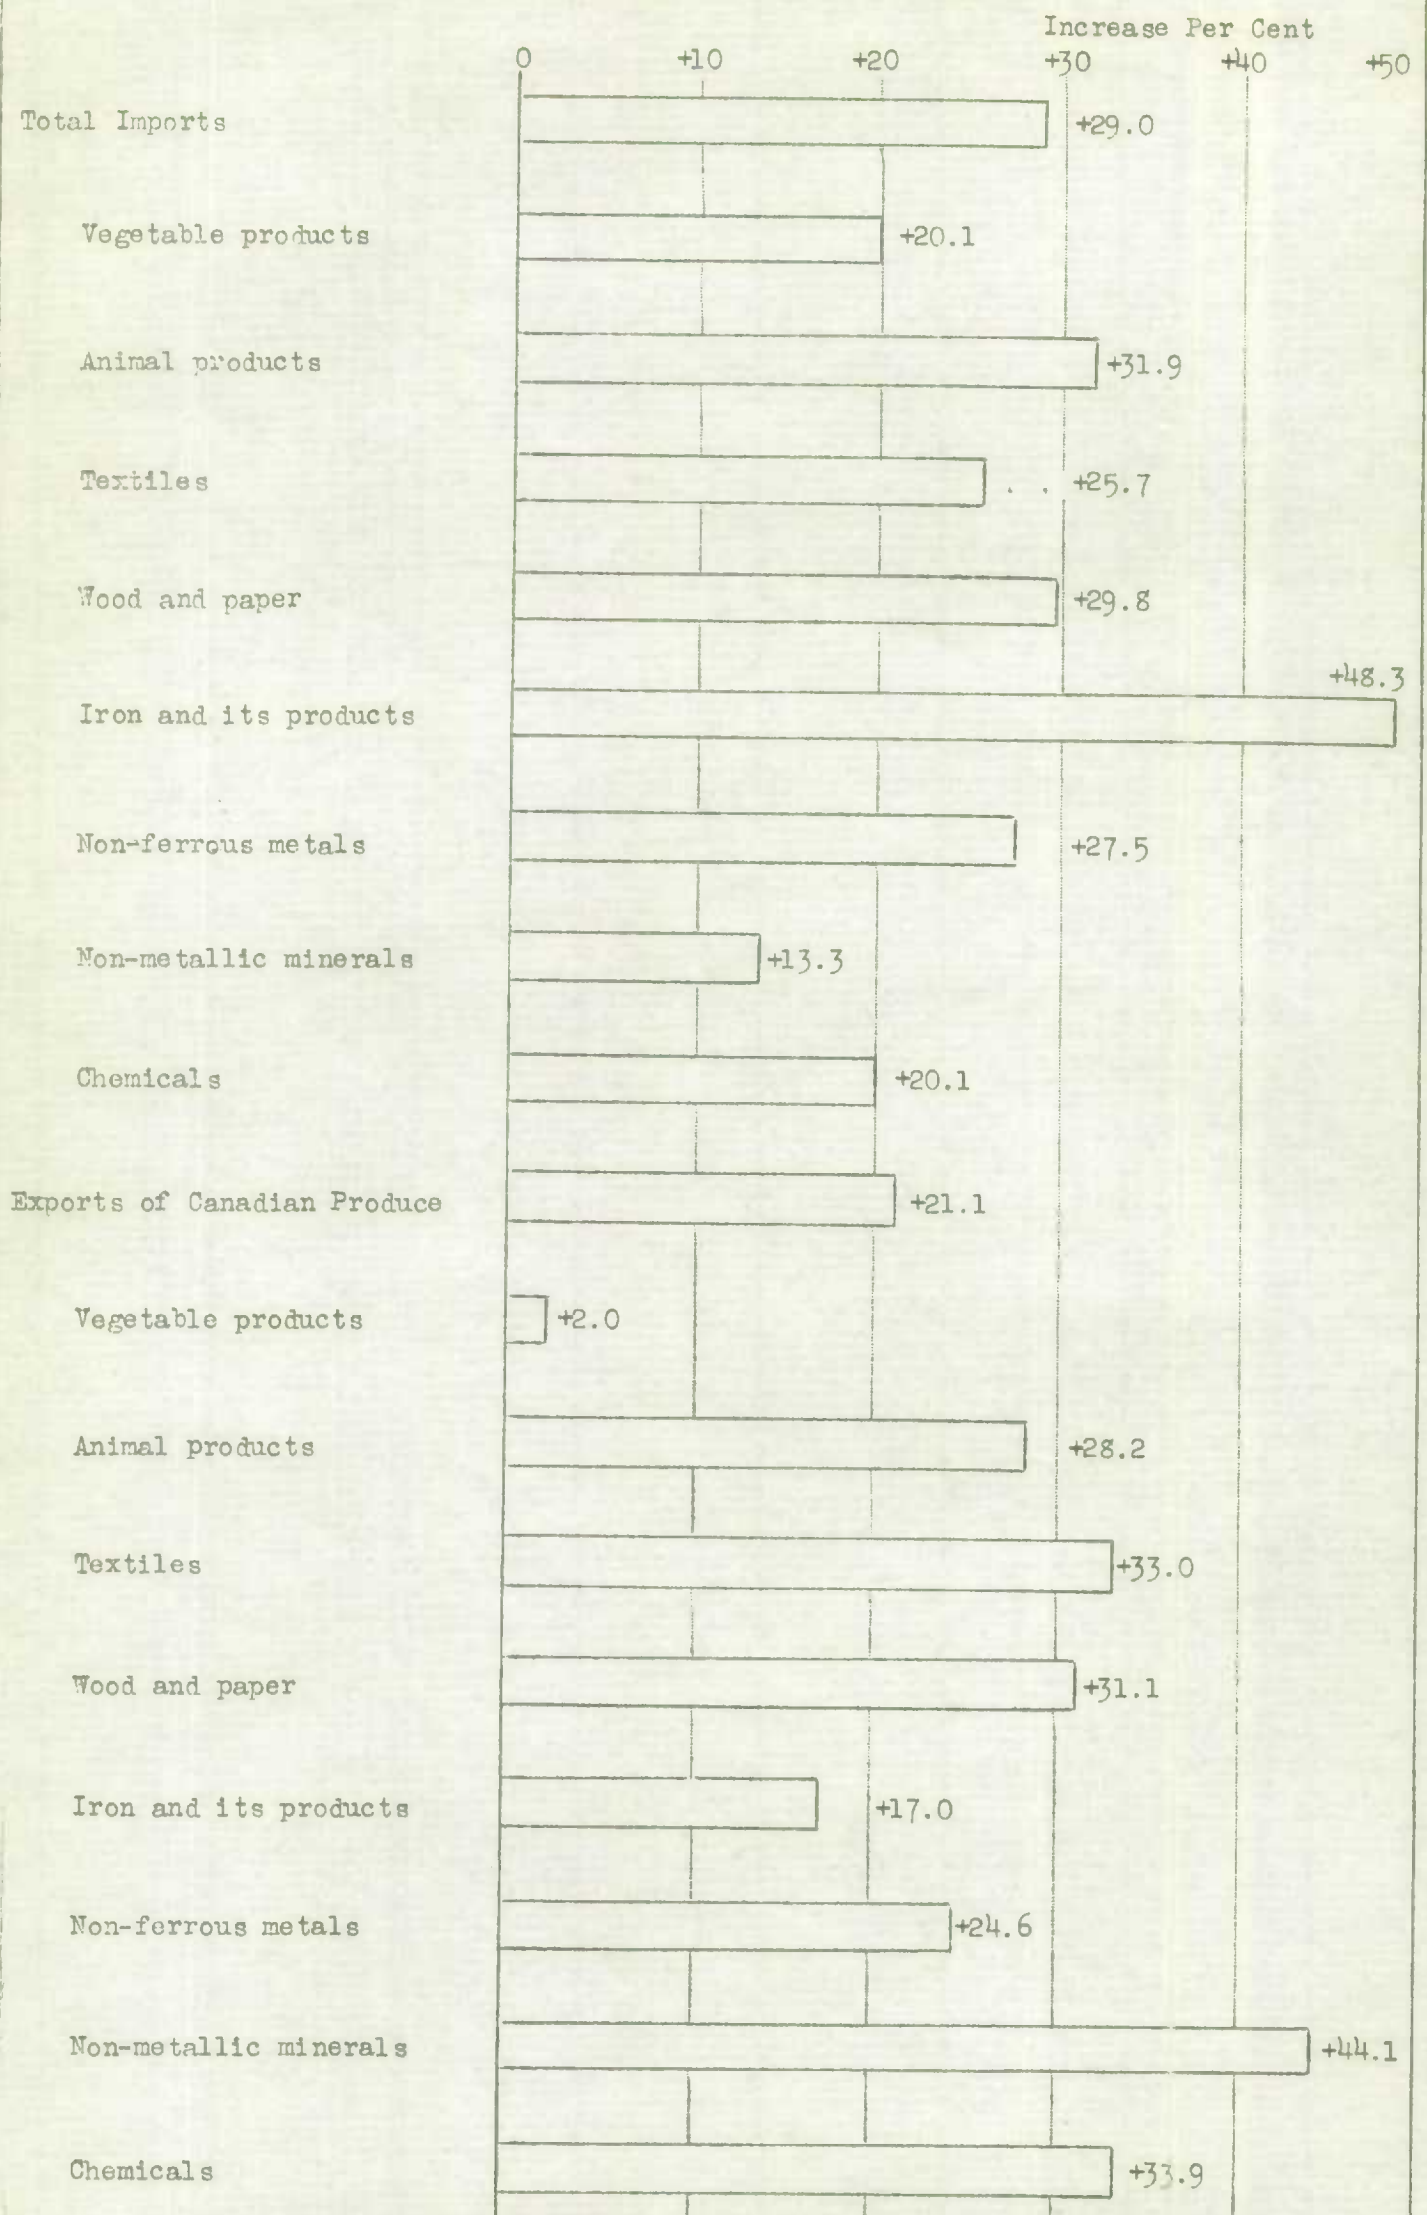 Increase Per Cent
0 +10 +20 +30 +40 +50
Total Imports +29.0
Vegetable products +20.1
Animal products +31.9
Textiles . . +25.7
Wood and paper +29.8
+48.3
Iron and its products
Non-ferrous metals +27.5
Non-metallic minerals +13.3
Chemicals +20.1
Exports of Canadian Produce +21.1
Vegetable products +2.0
Animal products +28.2
Textiles +33.0
Wood and paper +31.1
Iron and its products +17.0
Non-ferrous metals +24.6
Non-metallic minerals +44.1
Chemicals +33.9